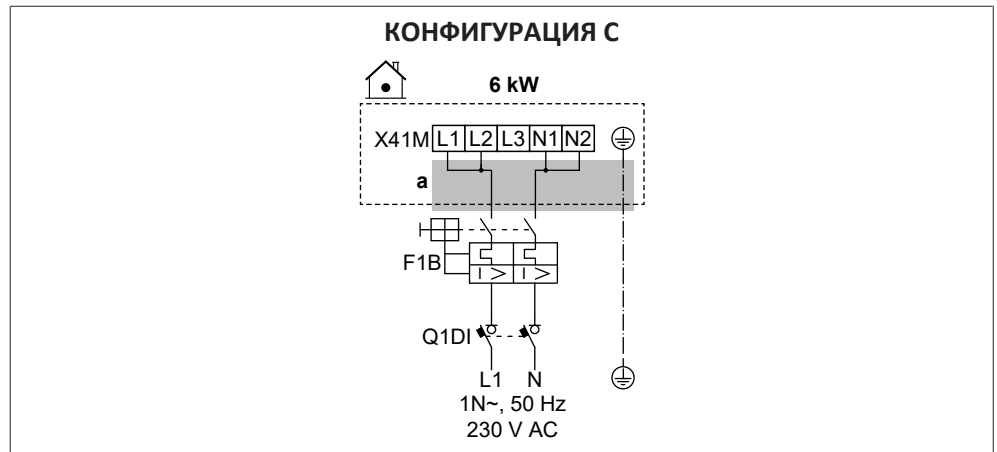 КОНФИГУРАЦИЯ C
6 kW
X41M L1 L2 L3 N1 N2
a
F1B
I > I >
Q1DI
L1 N
1N~, 50 Hz
230 V AC